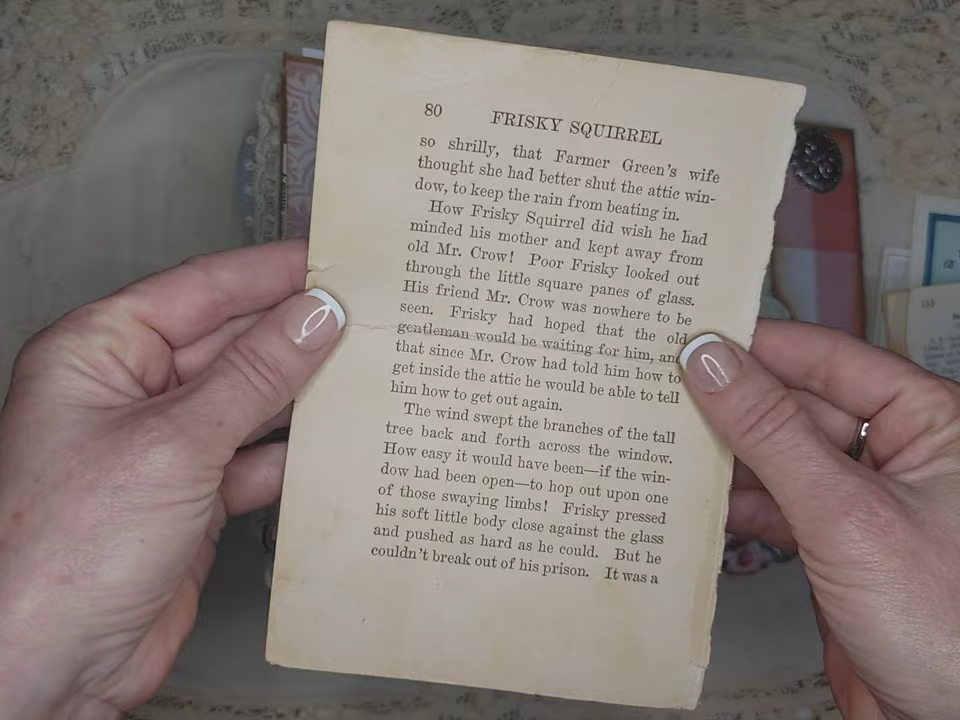 80 FRISKY SQUIRREL
so shrilly, that Farmer Green's wife
thought she had better shut the attic win-
dow, to keep the rain from beating in.
How Frisky Squirrel did wish he had
minded his mother and kept away from
old Mr. Crow! Poor Frisky looked out
through the little square panes of glass.
His friend Mr. Crow was nowhere to be
seen. Frisky had hoped that the old
gentleman would be waiting for him, and
that since Mr. Crow had told him how to
get inside the attic he would be able to tell
him how to get out again.
The wind swept the branches of the tall
tree back and forth across the window.
How easy it would have been—if the win-
dow had been open—to hop out upon one
of those swaying limbs! Frisky pressed
his soft little body close against the glass
and pushed as hard as he could. But he
couldn't break out of his prison. It was a